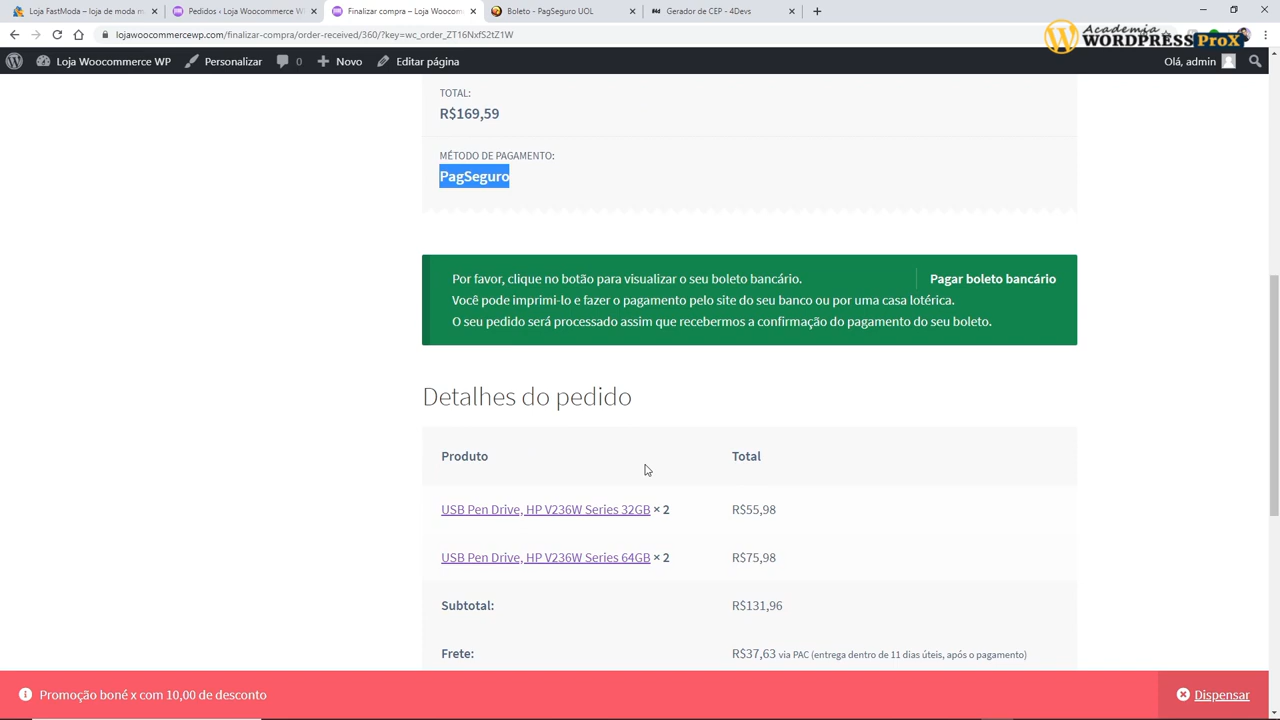 FastModa – Loja de moda m
Pedidos ‹ Loja Woocommerce W
Finalizar compra – Loja Woocomm
Boleto - PagSeguro UOL
Gerador de CEP - 4Devs
lojawoocommercewp.com/finalizar-compra/order-received/360/?key=wc_order_ZT16NxfS2tZ1W
Academia
WORDPRESS ProX
Loja Woocommerce WP
Personalizar
0
Novo
Editar página
Olá, admin
TOTAL:
R$169,59
MÉTODO DE PAGAMENTO:
PagSeguro
Por favor, clique no botão para visualizar o seu boleto bancário.
Pagar boleto bancário
Você pode imprimi-lo e fazer o pagamento pelo site do seu banco ou por uma casa lotérica.
O seu pedido será processado assim que recebermos a confirmação do pagamento do seu boleto.
Detalhes do pedido
Produto
Total
USB Pen Drive, HP V236W Series 32GB × 2
R$55,98
USB Pen Drive, HP V236W Series 64GB × 2
R$75,98
Subtotal:
R$131,96
Frete:
R$37,63 via PAC (entrega dentro de 11 dias úteis, após o pagamento)
Promoção boné x com 10,00 de desconto
Dispensar